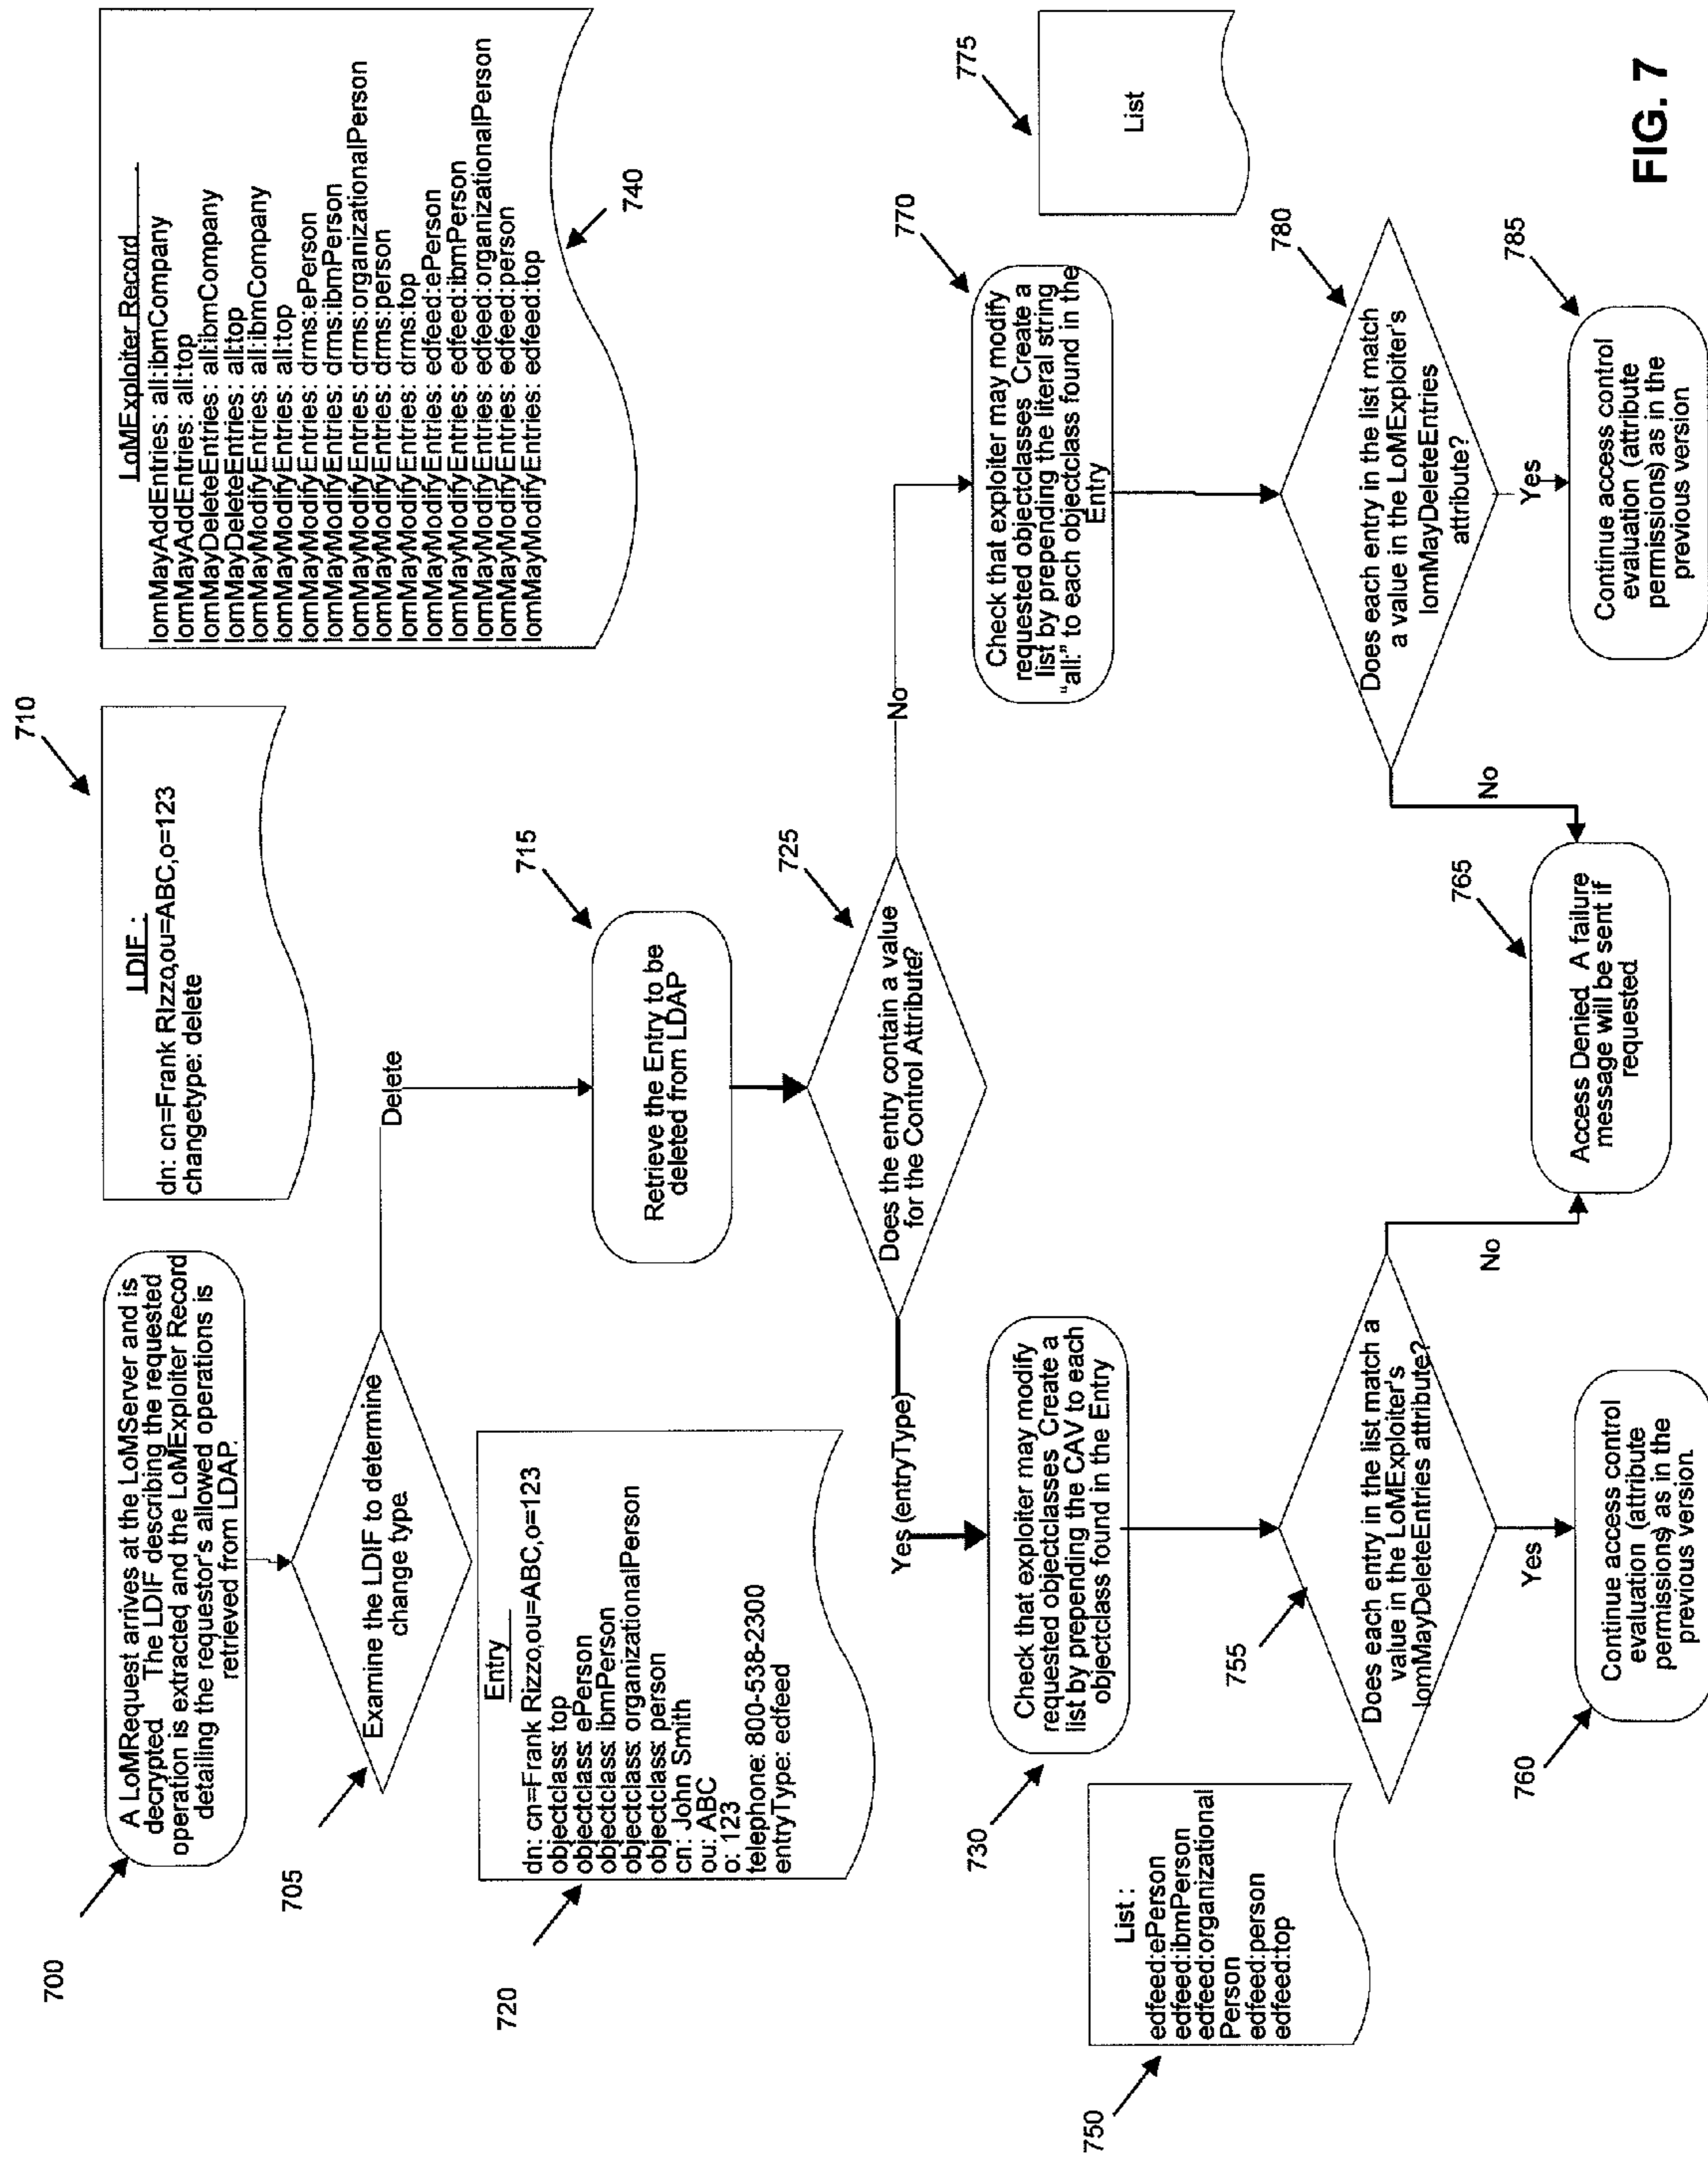 700
A LoMRequest arrives at the LoMServer and is
decrypted. The LDIF describing the requested
operation is extracted and the LoMExploiter Record
detailing the requestor's allowed operations is
retrieved from LDAP.
710
LDIF :
dn: cn=Frank RIzzo,ou=ABC,o=123
changetype: delete
LoMExploiter Record
lomMayAddEntries: all:ibmCompany
lomMayAddEntries: all:top
lomMayDeleteEntries: all:ibmCompany
lomMayDeleteEntries: all:top
lomMayModifyEntries: all:ibmCompany
lomMayModifyEntries: all:top
lomMayModifyEntries: drms:ePerson
lomMayModifyEntries: drms:ibmPerson
lomMayModifyEntries: drms:organizationalPerson
lomMayModifyEntries: drms:person
lomMayModifyEntries: drms:top
lomMayModifyEntries: edfeed:ePerson
lomMayModifyEntries: edfeed:ibmPerson
lomMayModifyEntries: edfeed:organizationalPerson
lomMayModifyEntries: edfeed:person
lomMayModifyEntries: edfeed:top
740
705
Examine the LDIF to determine
change type.
Delete
720
Entry
dn: cn=Frank Rizzo,ou=ABC,o=123
objectclass: top
objectclass: ePerson
objectclass: ibmPerson
objectclass: organizationalPerson
objectclass: person
cn: John Smith
ou: ABC
o: 123
telephone: 800-538-2300
entryType: edfeed
715
Retrieve the Entry to be
deleted from LDAP
725
Does the entry contain a value
for the Control Attribute?
Yes (entryType)
No
730
Check that exploiter may modify
requested objectclasses Create a
list by prepending the CAV to each
objectclass found in the Entry
770
Check that exploiter may modify
requested objectclasses. Create a
list by prepending the literal string
"all:" to each objectclass found in the
Entry
775
List
750
List :
edfeed:ePerson
edfeed:ibmPerson
edfeed:organizational
Person
edfeed:person
edfeed:top
755
Does each entry in the list match a
value in the LoMExploiter's
lomMayDeleteEntries attribute?
No
Yes
780
Does each entry in the list match
a value in the LoMExploiter's
lomMayDeleteEntries
attribute?
No
Yes
760
Continue access control
evaluation (attribute
permissions) as in the
previous version.
765
Access Denied. A failure
message will be sent if
requested.
785
Continue access control
evaluation (attribute
permissions) as in the
previous version
FIG. 7